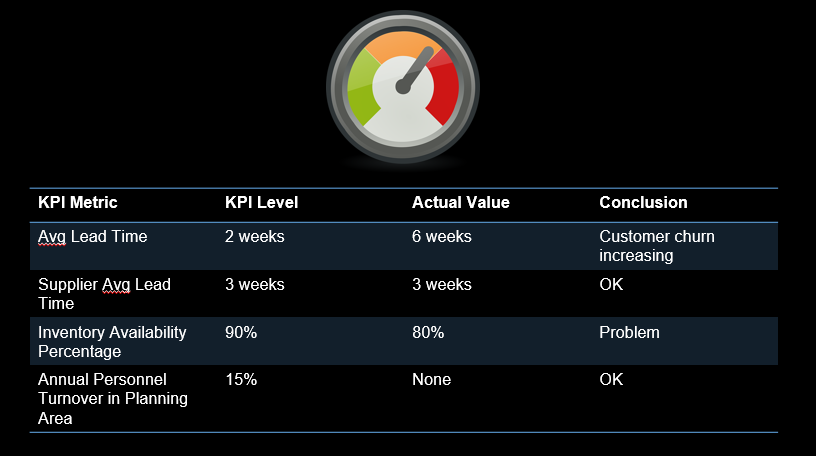 KPI Metric KPI Level Actual Value Conclusion
Avg Lead Time 2 weeks 6 weeks Customer churn
increasing
Supplier Avg Lead 3 weeks 3 weeks OK
Time
Inventory Availability 90% 80% Problem
Percentage
Annual Personnel 15% None OK
Turnover in Planning
Area